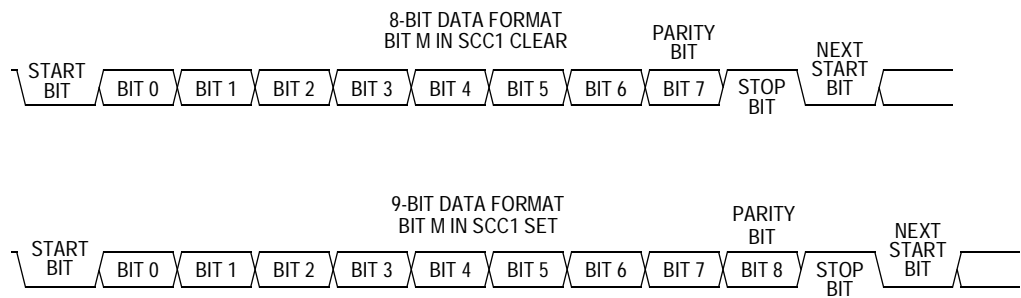 8-BIT DATA FORMAT
BIT M IN SCC1 CLEAR
PARITY
BIT
START
BIT
BIT 0
BIT 1
BIT 2
BIT 3
BIT 4
BIT 5
BIT 6
BIT 7
STOP
BIT
NEXT
START
BIT
9-BIT DATA FORMAT
BIT M IN SCC1 SET
PARITY
BIT
START
BIT
BIT 0
BIT 1
BIT 2
BIT 3
BIT 4
BIT 5
BIT 6
BIT 7
BIT 8
STOP
BIT
NEXT
START
BIT